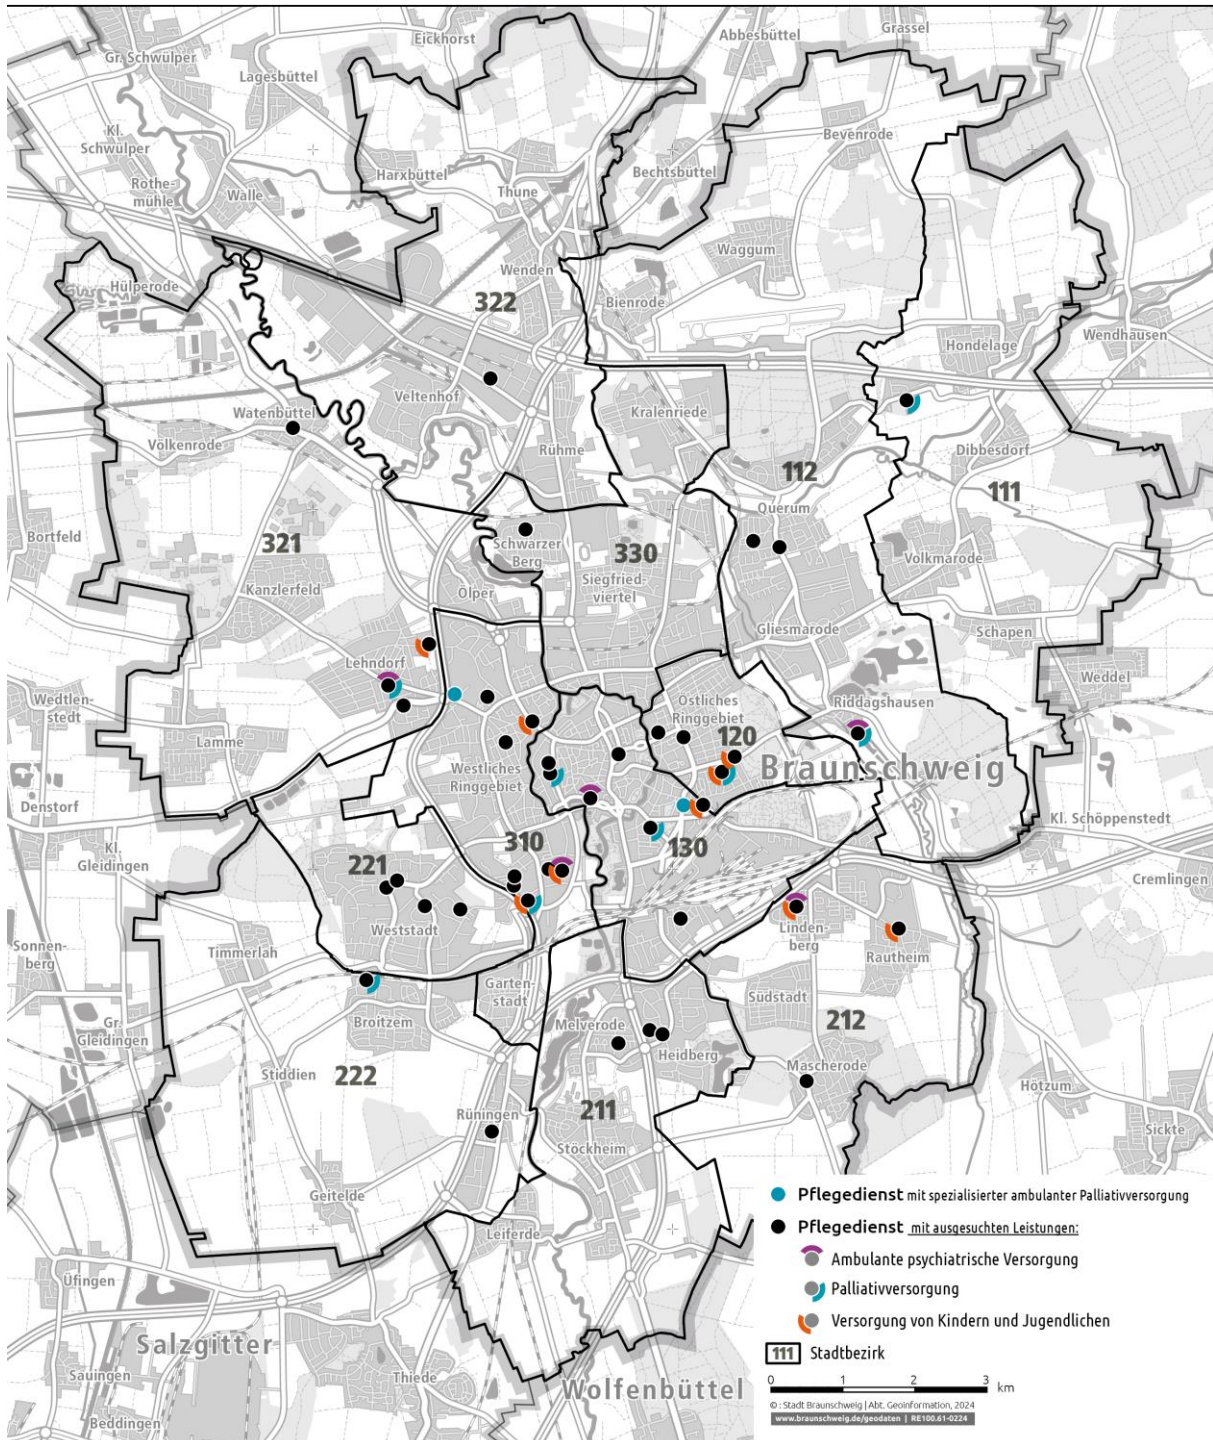 Eickhorst
Abbesbüttel
Grassel
Gr. Schwülper
Lagesbüttel
Kl.
Schwülper
Bevenrode
Harxbüttel
Bechtsbüttel
Rothe-
mühle
Walle
Thune
Waggum
Wenden
Hülperode
Bienrode
322
Wendhausen
Hondelage
Veltenhof
Kralenriede
Watenbüttel
Völkenrode
Rühme
Dibbesdorf
112
111
Querum
Bortfeld
321
Schwarzer
Berg
330
Volkmarode
Siegfried-
viertel
Kanzlerfeld
Ölper
Gliesmarode
Schapen
Lehndorf
Weddel
Wedtlen-
stedt
Östliches
Ringgebiet
Riddagshausen
Lamme
120
Westliches
Ringgebiet
Braunschweig
Denstorf
Kl. Schöppenstedt
Kl.
Gleidingen
310
130
221
Cremlingen
Weststadt
Linden-
berg
Sonnen-
berg
Timmerlah
Rautheim
Garten-
stadt
Südstadt
Gr.
Gleidingen
Broitzem
Melverode
212
Heidberg
Mascherode
Stiddien
222
Hötzum
Rüningen
211
Sickte
Stöckheim
Geitelde
Leiferde
Üfingen
Salzgitter
Sauingen
Thiede
Wolfenbüttel
Beddingen
Pflegedienst mit spezialisierter ambulanter Palliativversorgung
Pflegedienst mit ausgesuchten Leistungen:
Ambulante psychiatrische Versorgung
Palliativversorgung
Versorgung von Kindern und Jugendlichen
111 Stadtbezirk
0 1 2 3
km
© : Stadt Braunschweig | Abt. Geoinformation, 2024
www.braunschweig.de/geodaten | RE100.61-0224